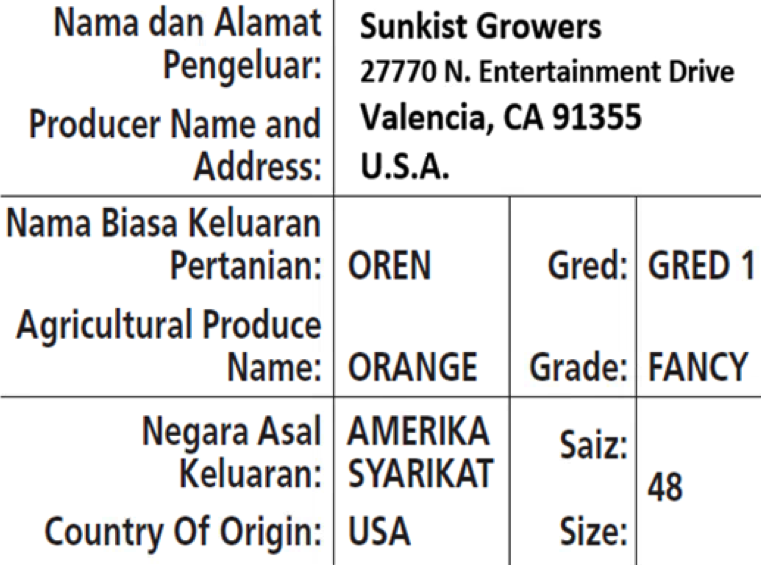 Nama dan Alamat
Pengeluar:
Producer Name and
Address:
Sunkist Growers
27770 N. Entertainment Drive
Valencia, CA 91355
U.S.A.
Nama Biasa Keluaran
Pertanian:
OREN
Gred:
GRED 1
Agricultural Produce
Name:
ORANGE
Grade:
FANCY
Negara Asal
Keluaran:
AMERIKA
SYARIKAT
Saiz:
48
Country Of Origin:
USA
Size: